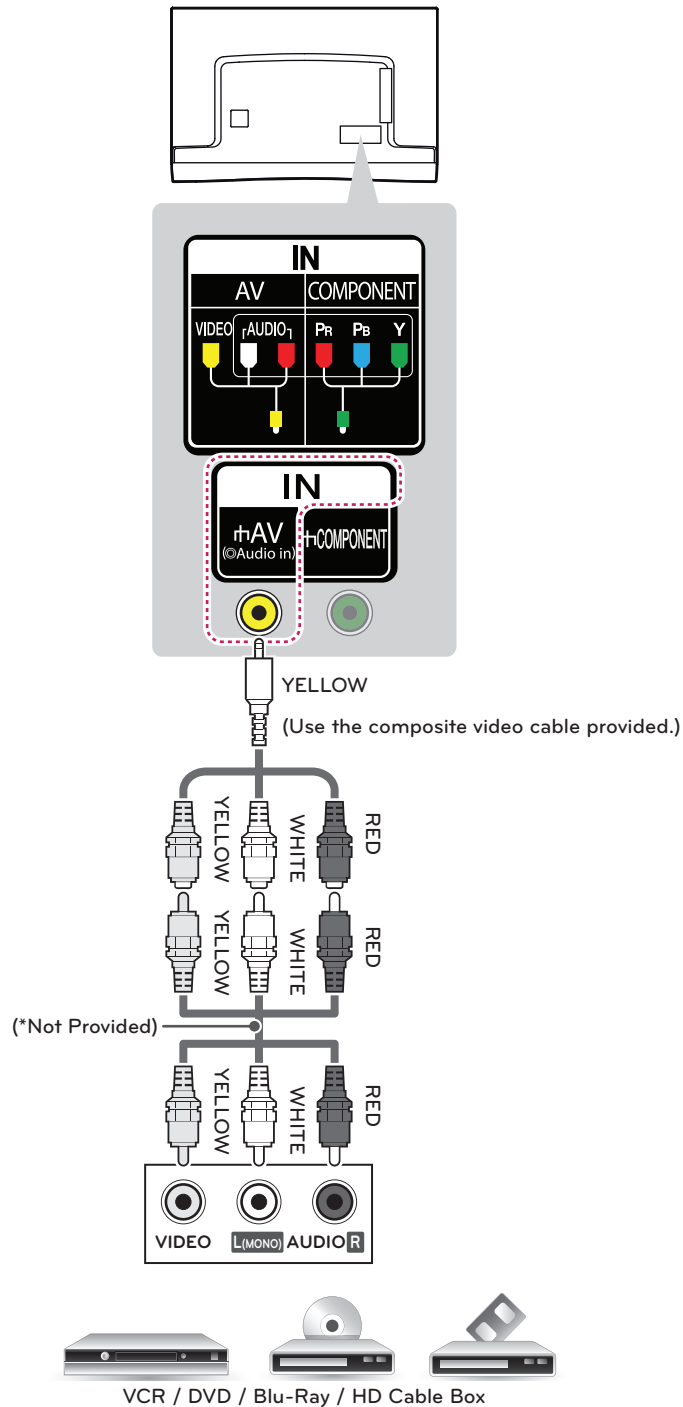 IN
AV COMPONENT
VIDEO AUDIO PR PB Y
IN
AV COMPONENT
(◎Audio in)
YELLOW
(Use the composite video cable provided.)
YELLOW WHITE RED
YELLOW WHITE RED
(*Not Provided)
YELLOW WHITE RED
VIDEO L(MONO) AUDIO R
VCR / DVD / Blu-Ray / HD Cable Box